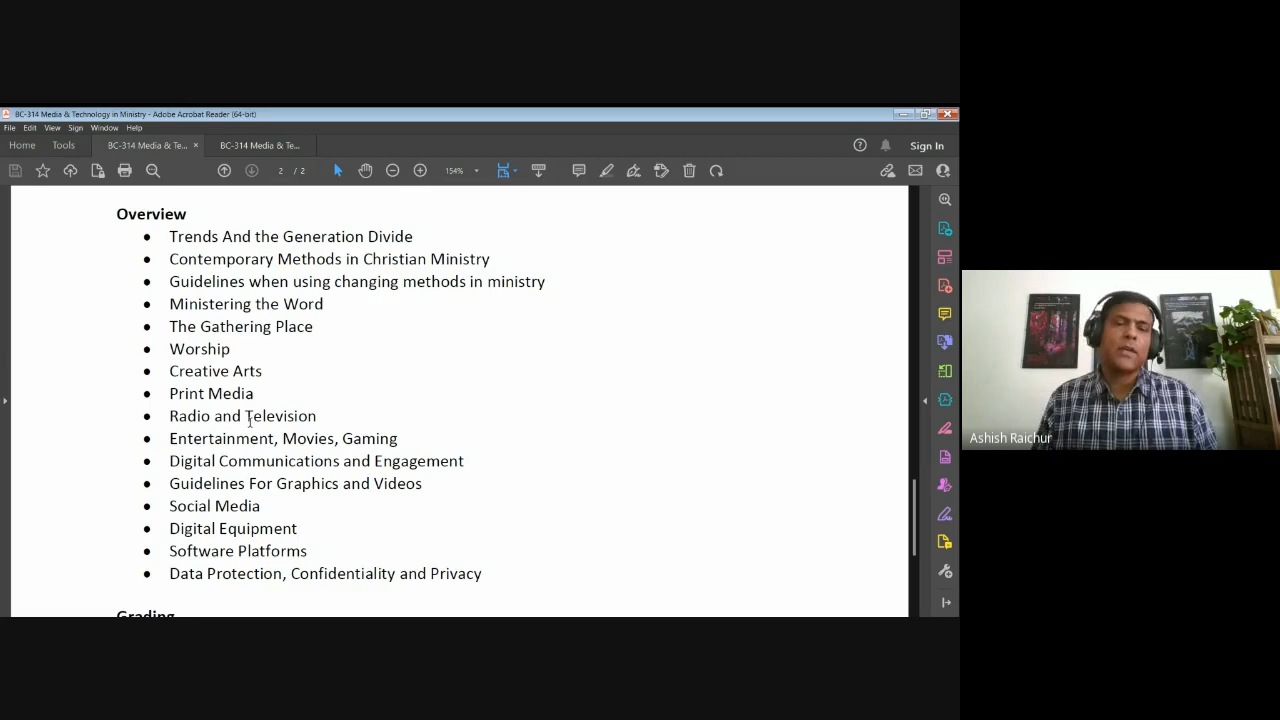 BC-314 Media & Technology in Ministry - Adobe Acrobat Reader (64-bit)
File Edit View Sign Window Help
Home Tools BC-314 Media & Te... × BC-314 Media & Te... Sign In
2 / 2 154%
Overview
• Trends And the Generation Divide
• Contemporary Methods in Christian Ministry
• Guidelines when using changing methods in ministry
• Ministering the Word
• The Gathering Place
• Worship
• Creative Arts
• Print Media
• Radio and Television
• Entertainment, Movies, Gaming
• Digital Communications and Engagement
• Guidelines For Graphics and Videos
• Social Media
• Digital Equipment
• Software Platforms
• Data Protection, Confidentiality and Privacy
Grading
Ashish Raichur